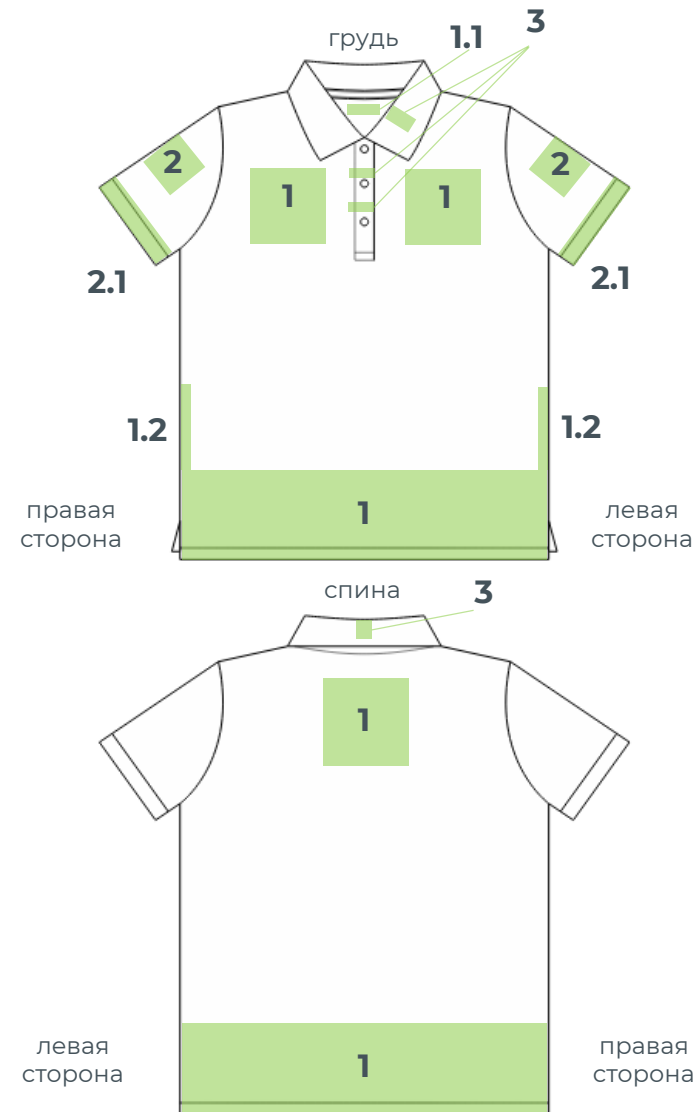 грудь
1.1
3
2
2
1
1
2.1
2.1
1.2
1.2
1
правая
сторона
левая
сторона
спина
3
1
левая
сторона
1
правая
сторона